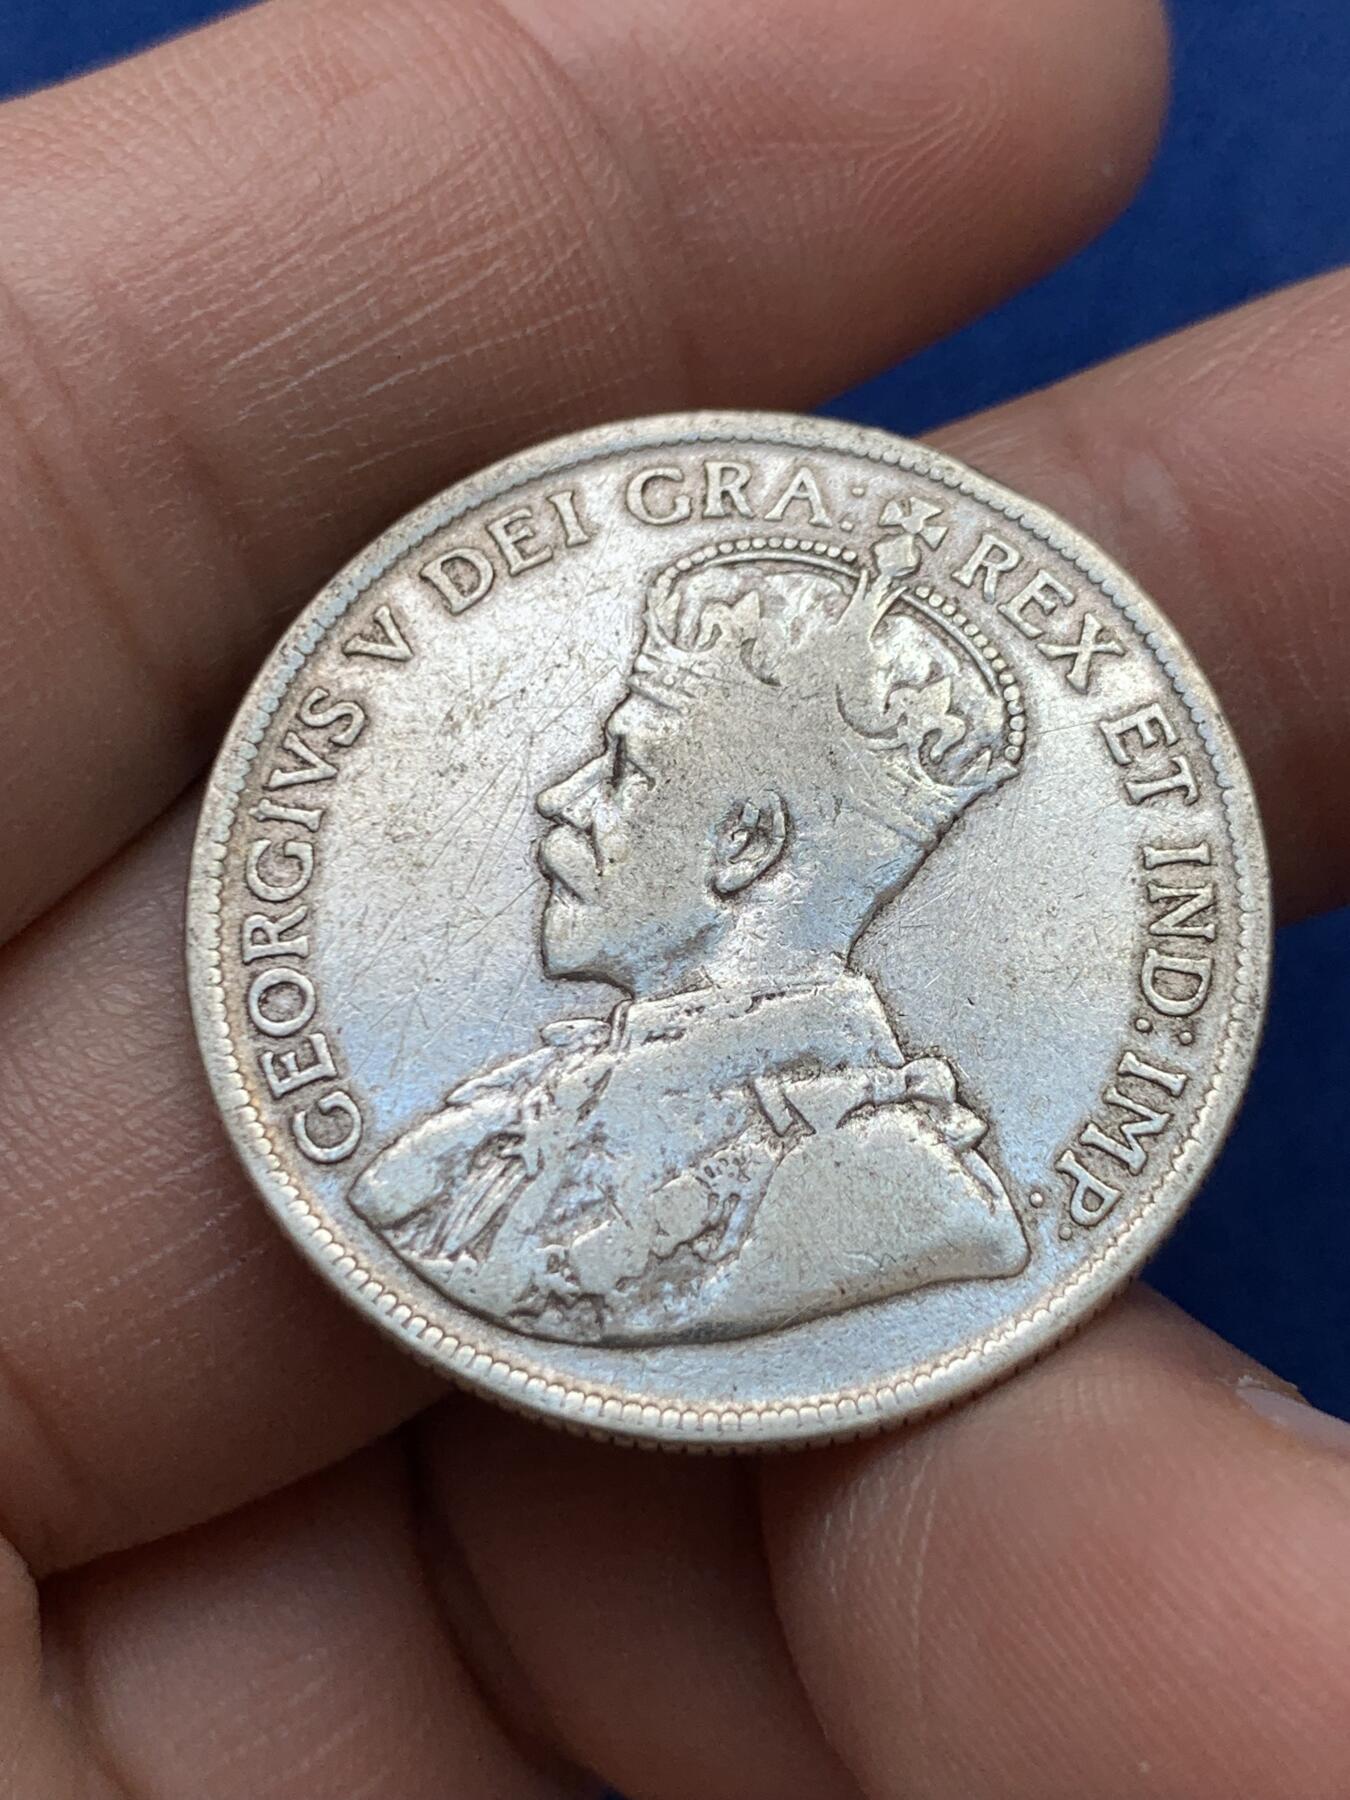 GEORGIVS V DEI GRA: REX ET IND: IMP: